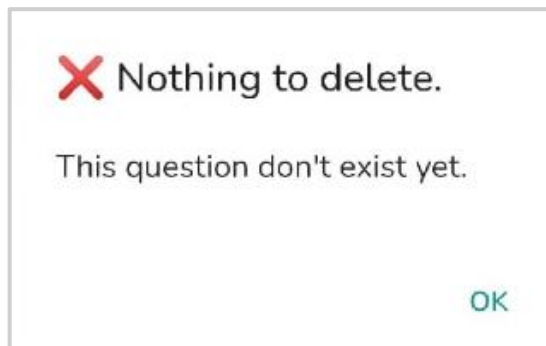 ❌ Nothing to delete.
This question don't exist yet.
OK